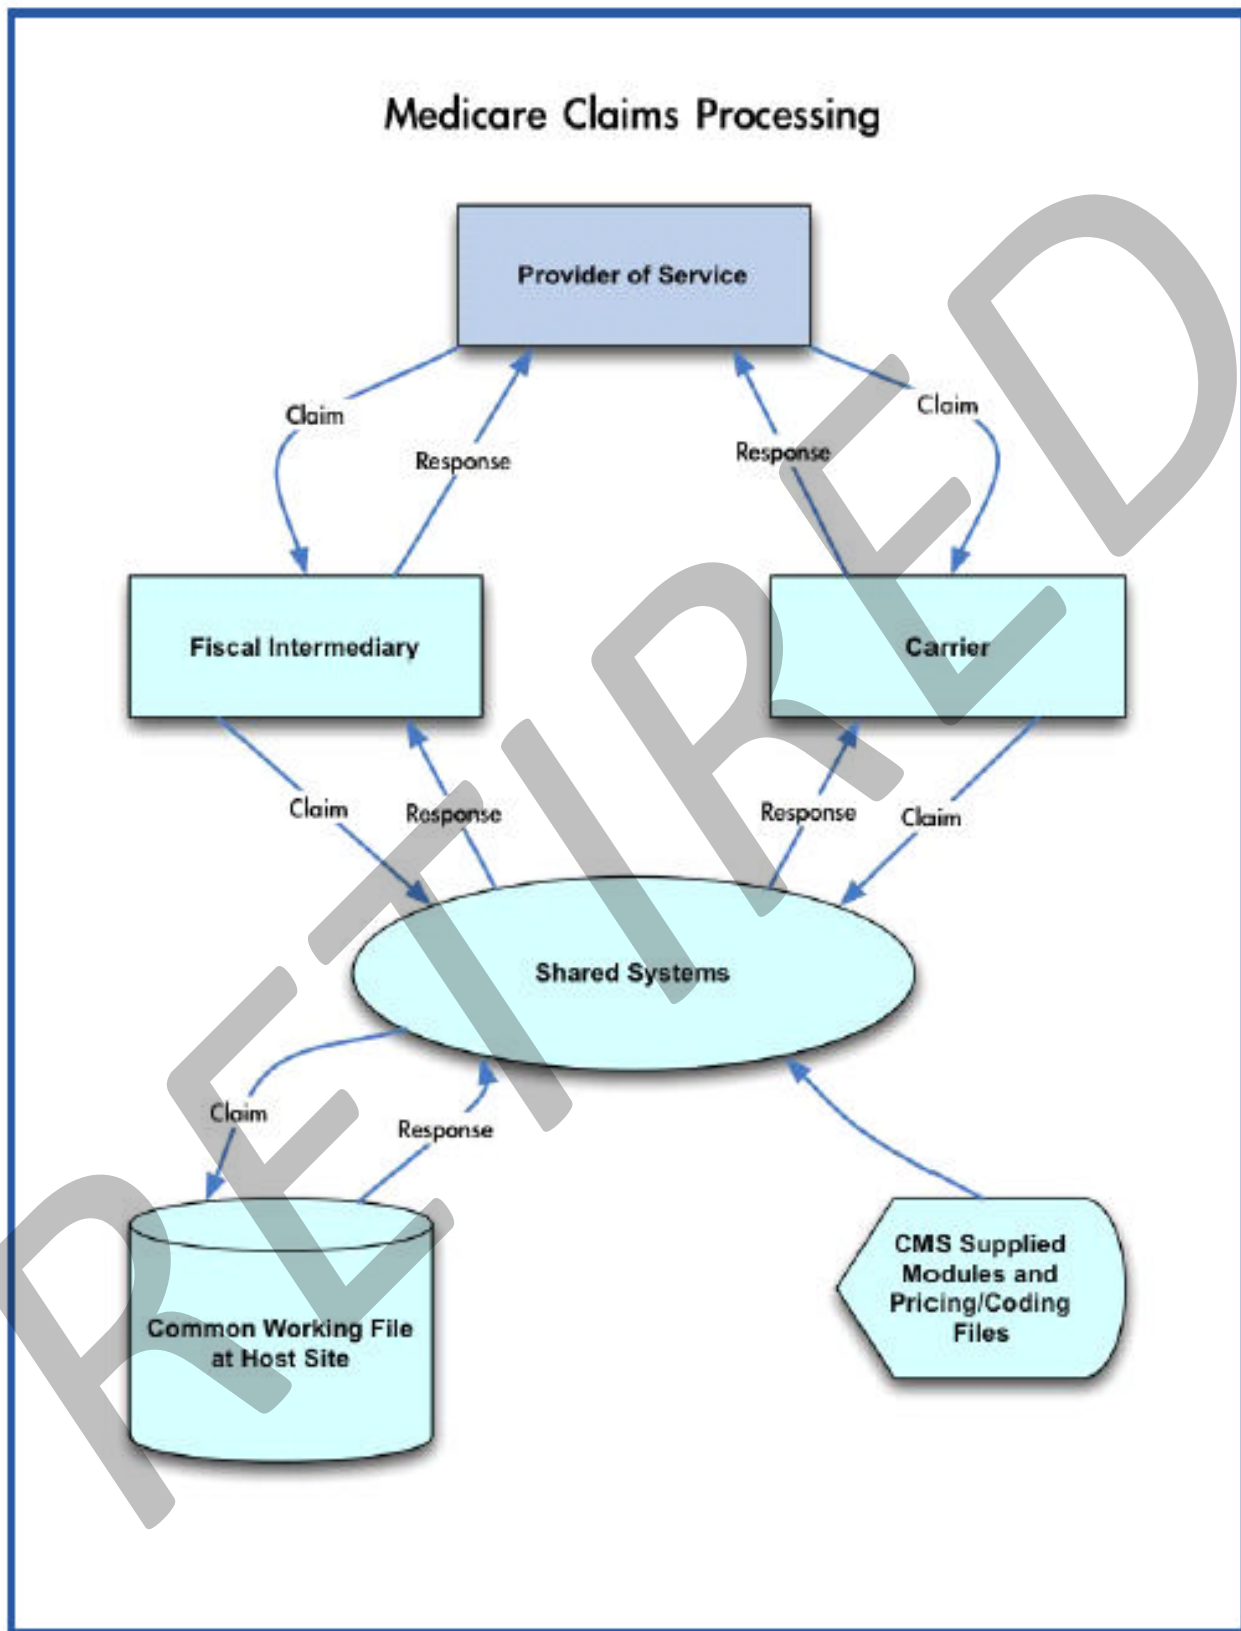 Medicare Claims Processing
Provider of Service
Claim
Claim
Response
Response
Fiscal Intermediary
Carrier
Claim
Response
Response
Claim
Shared Systems
Claim
Response
CMS Supplied
Modules and
Pricing/Coding
Files
Common Working File
at Host Site
RETIRED